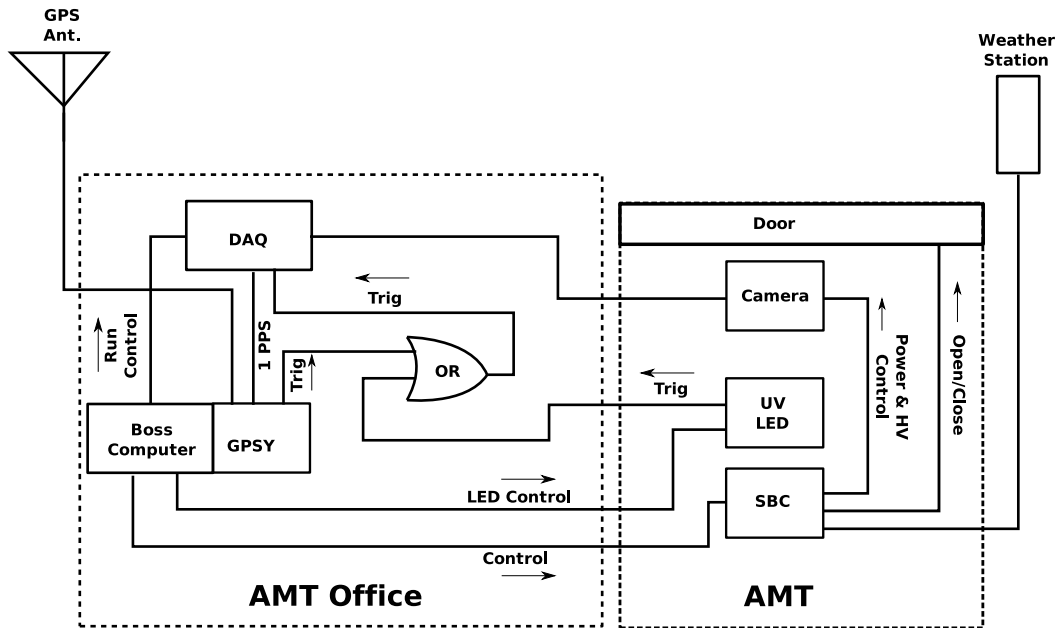 GPS
Ant.
Weather
Station
Door
DAQ
Camera
Trig
Run
Control
1 PPS
Trig
OR
Trig
Power & HV
Control
Open/Close
UV
LED
Boss
Computer
GPSY
LED Control
SBC
Control
AMT Office
AMT